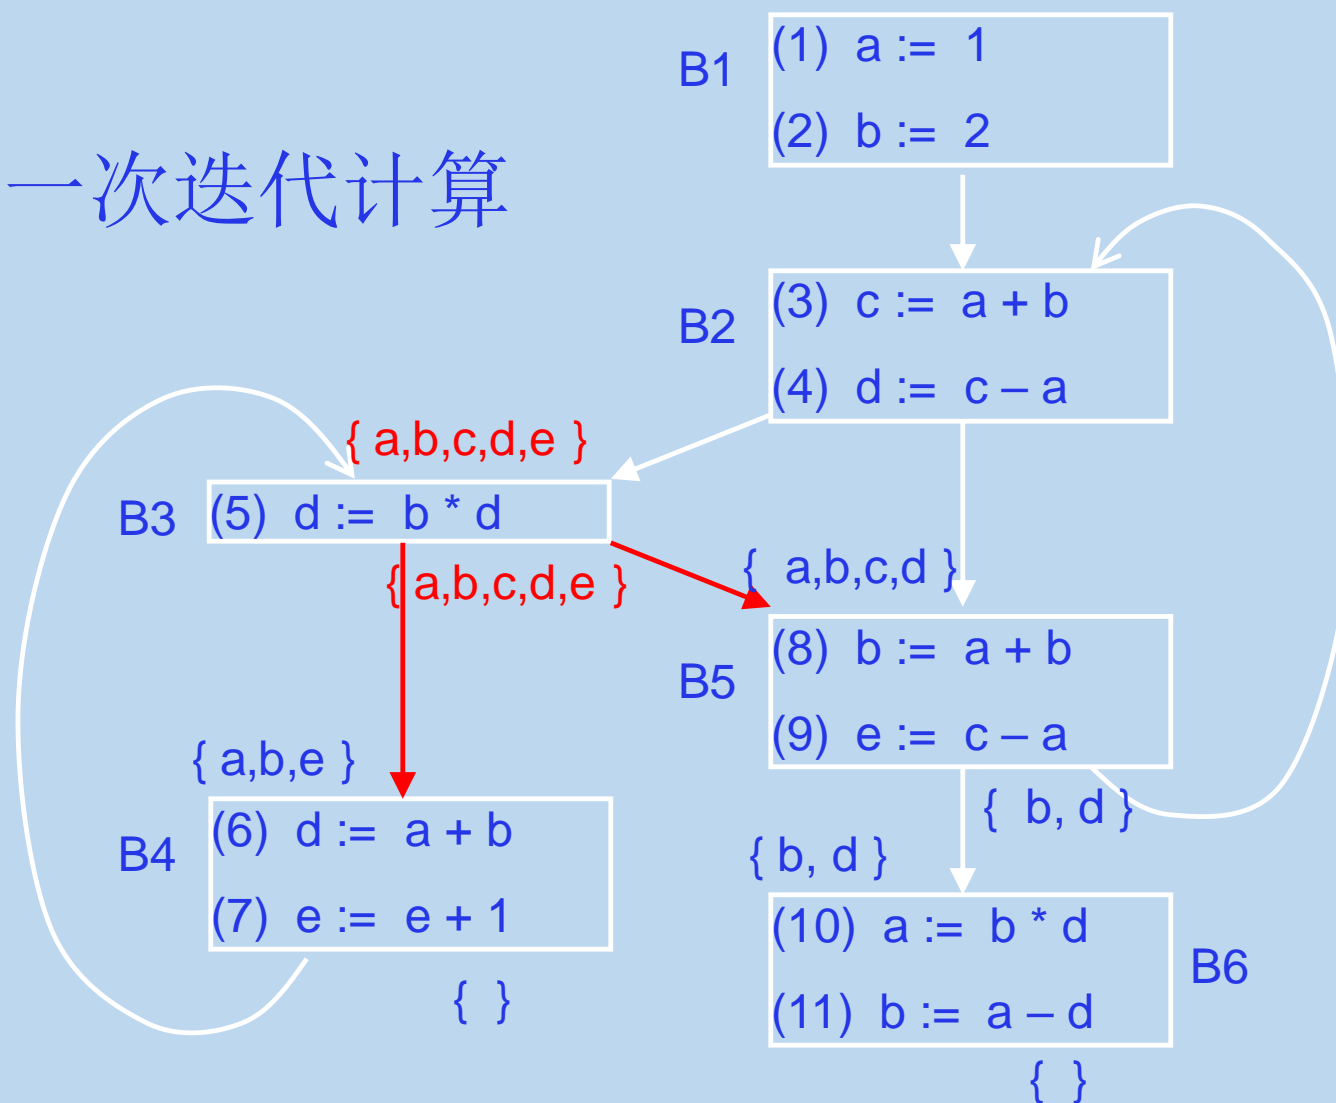 一次迭代计算
B1
(1) a := 1
(2) b := 2
B2
(3) c := a + b
(4) d := c – a
{ a,b,c,d,e }
B3
(5) d := b * d
{ a,b,c,d,e }
{ a,b,c,d }
B5
(8) b := a + b
(9) e := c – a
{ a,b,e }
B4
(6) d := a + b
(7) e := e + 1
{ }
{ b, d }
{ b, d }
(10) a := b * d
(11) b := a – d
B6
{ }